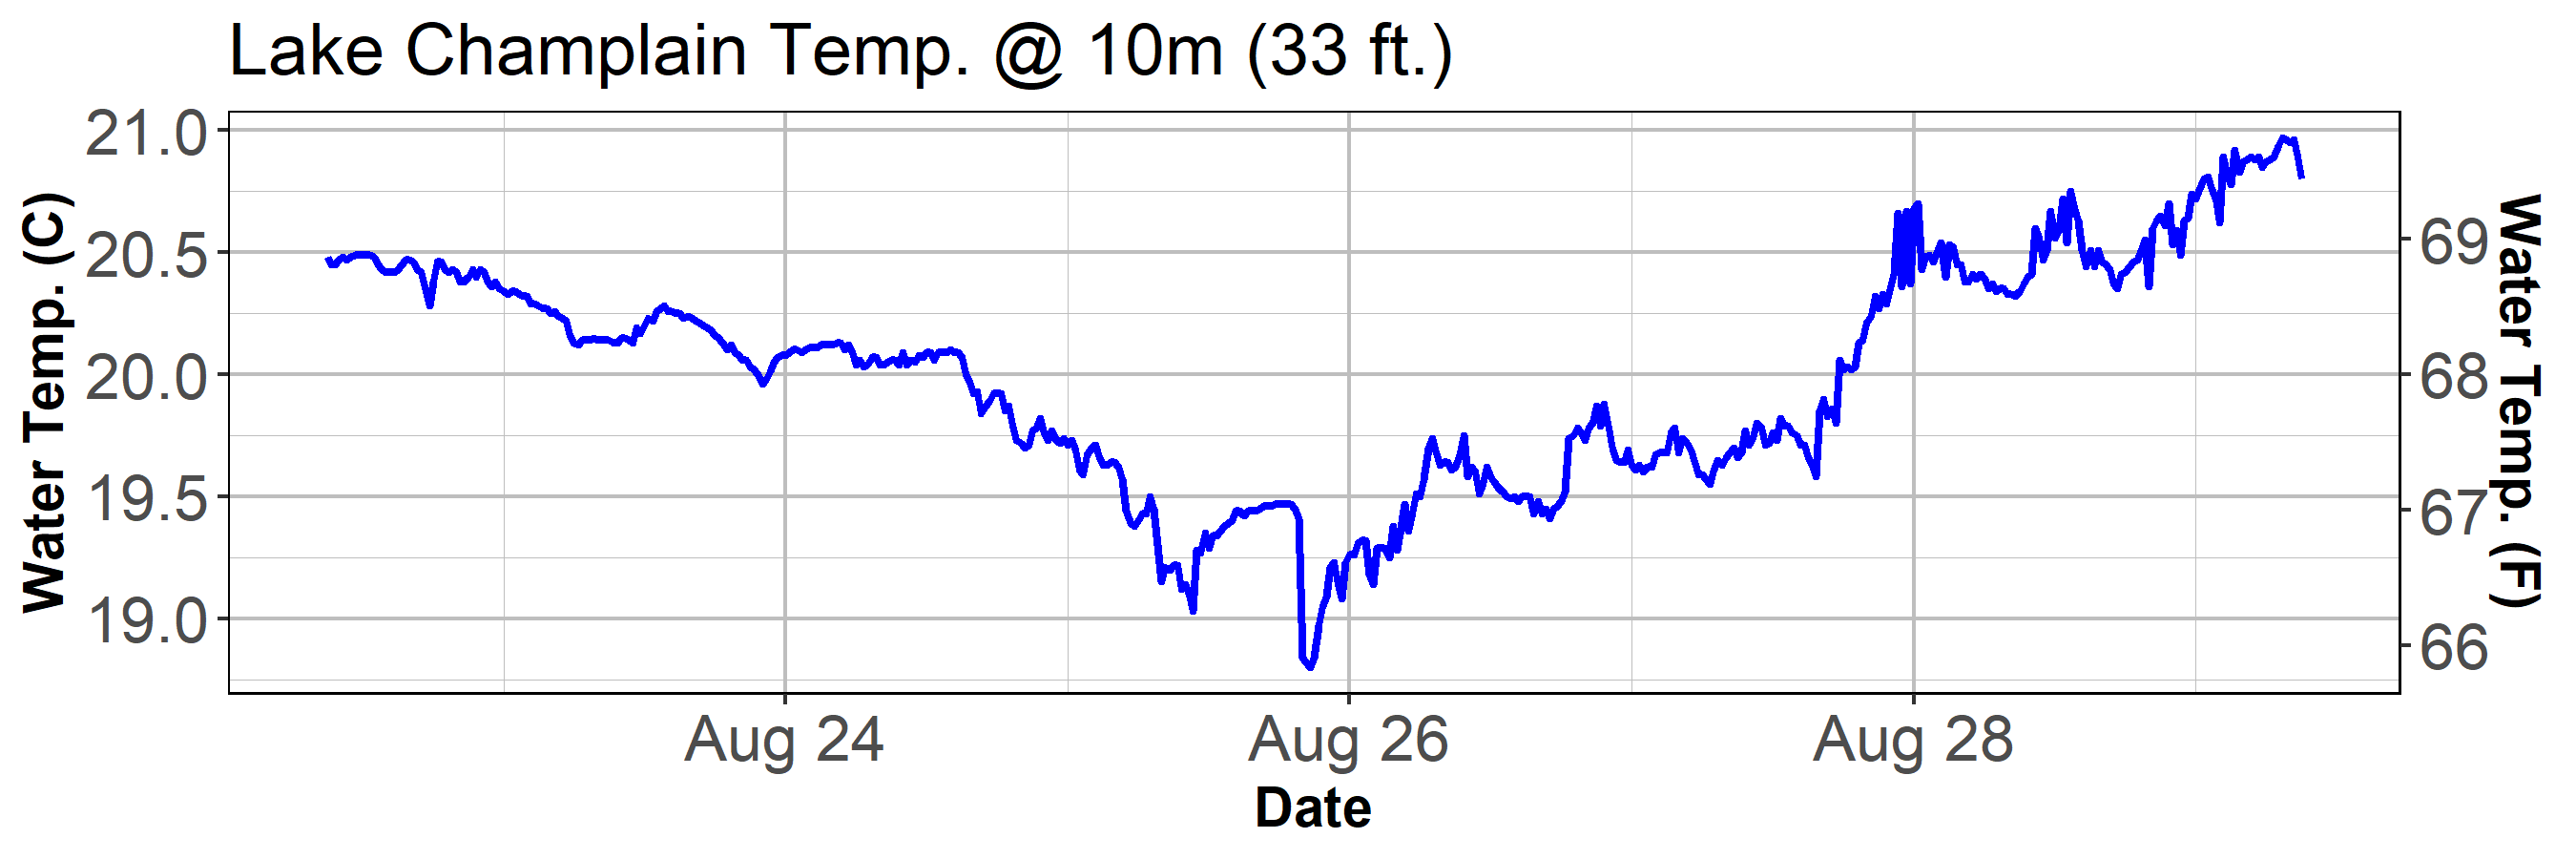 Lake Champlain Temp. @ 10m (33 ft.)
Water Temp. (C)
21.0
20.5
20.0
19.5
19.0
Water Temp. (F)
69
68
67
66
Aug 24
Aug 26
Aug 28
Date